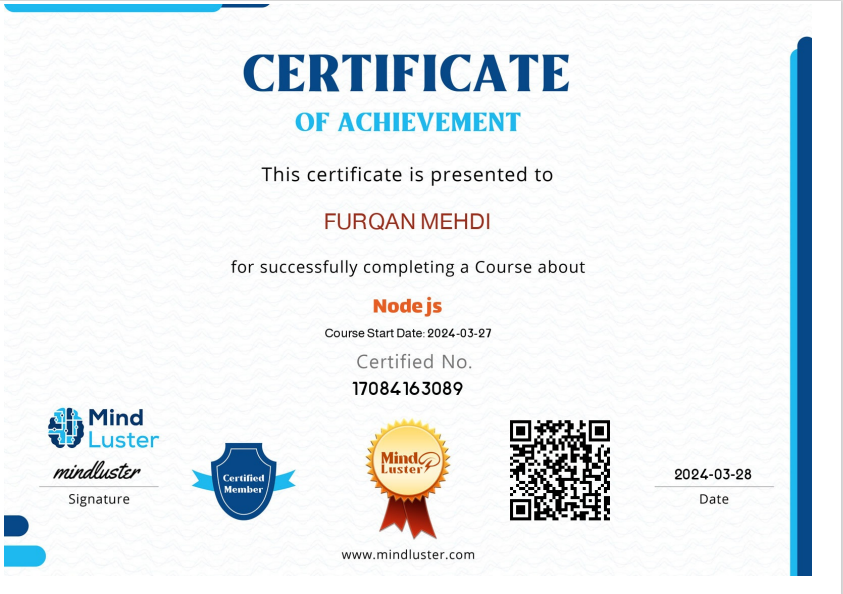 CERTIFICATE
OF ACHIEVEMENT
This certificate is presented to
FURQAN MEHDI
for successfully completing a Course about
Node js
Course Start Date: 2024-03-27
Certified No.
17084163089
Mind
Luster
mindluster
Signature
Certified
Member
Mind
Luster
2024-03-28
Date
www.mindluster.com